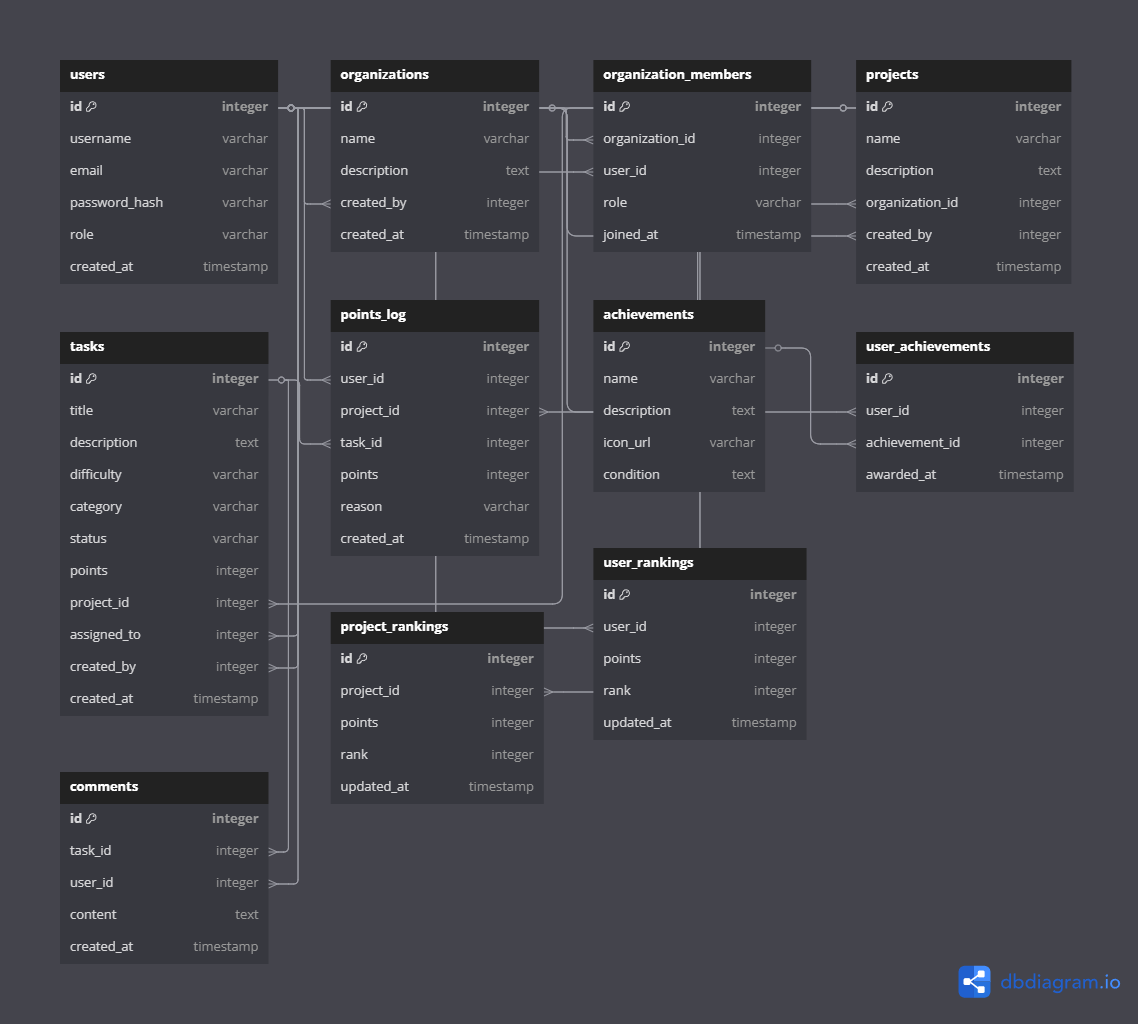 users
id integer
username varchar
email varchar
password_hash varchar
role varchar
created_at timestamp
organizations
id integer
name varchar
description text
created_by integer
created_at timestamp
organization_members
id integer
organization_id integer
user_id integer
role varchar
joined_at timestamp
projects
id integer
name varchar
description text
organization_id integer
created_by integer
created_at timestamp
tasks
id integer
title varchar
description text
difficulty varchar
category varchar
status varchar
points integer
project_id integer
assigned_to integer
created_by integer
created_at timestamp
points_log
id integer
user_id integer
project_id integer
task_id integer
points integer
reason varchar
created_at timestamp
achievements
id integer
name varchar
description text
icon_url varchar
condition text
user_achievements
id integer
user_id integer
achievement_id integer
awarded_at timestamp
project_rankings
id integer
project_id integer
points integer
rank integer
updated_at timestamp
user_rankings
id integer
user_id integer
points integer
rank integer
updated_at timestamp
comments
id integer
task_id integer
user_id integer
content text
created_at timestamp
dbdiagram.io